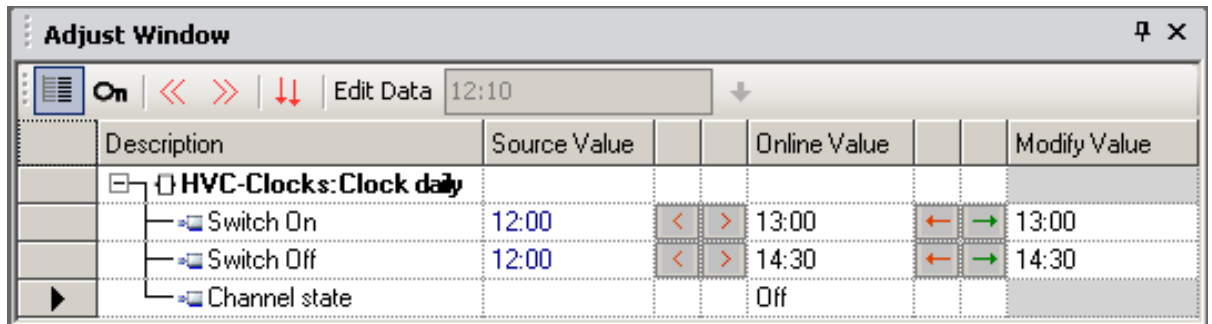 Adjust Window
On Edit Data 12:10
Description Source Value Online Value Modify Value
HVC-Clocks:Clock daily
Switch On 12:00 < > 13:00 ← → 13:00
Switch Off 12:00 < > 14:30 ← → 14:30
Channel state Off